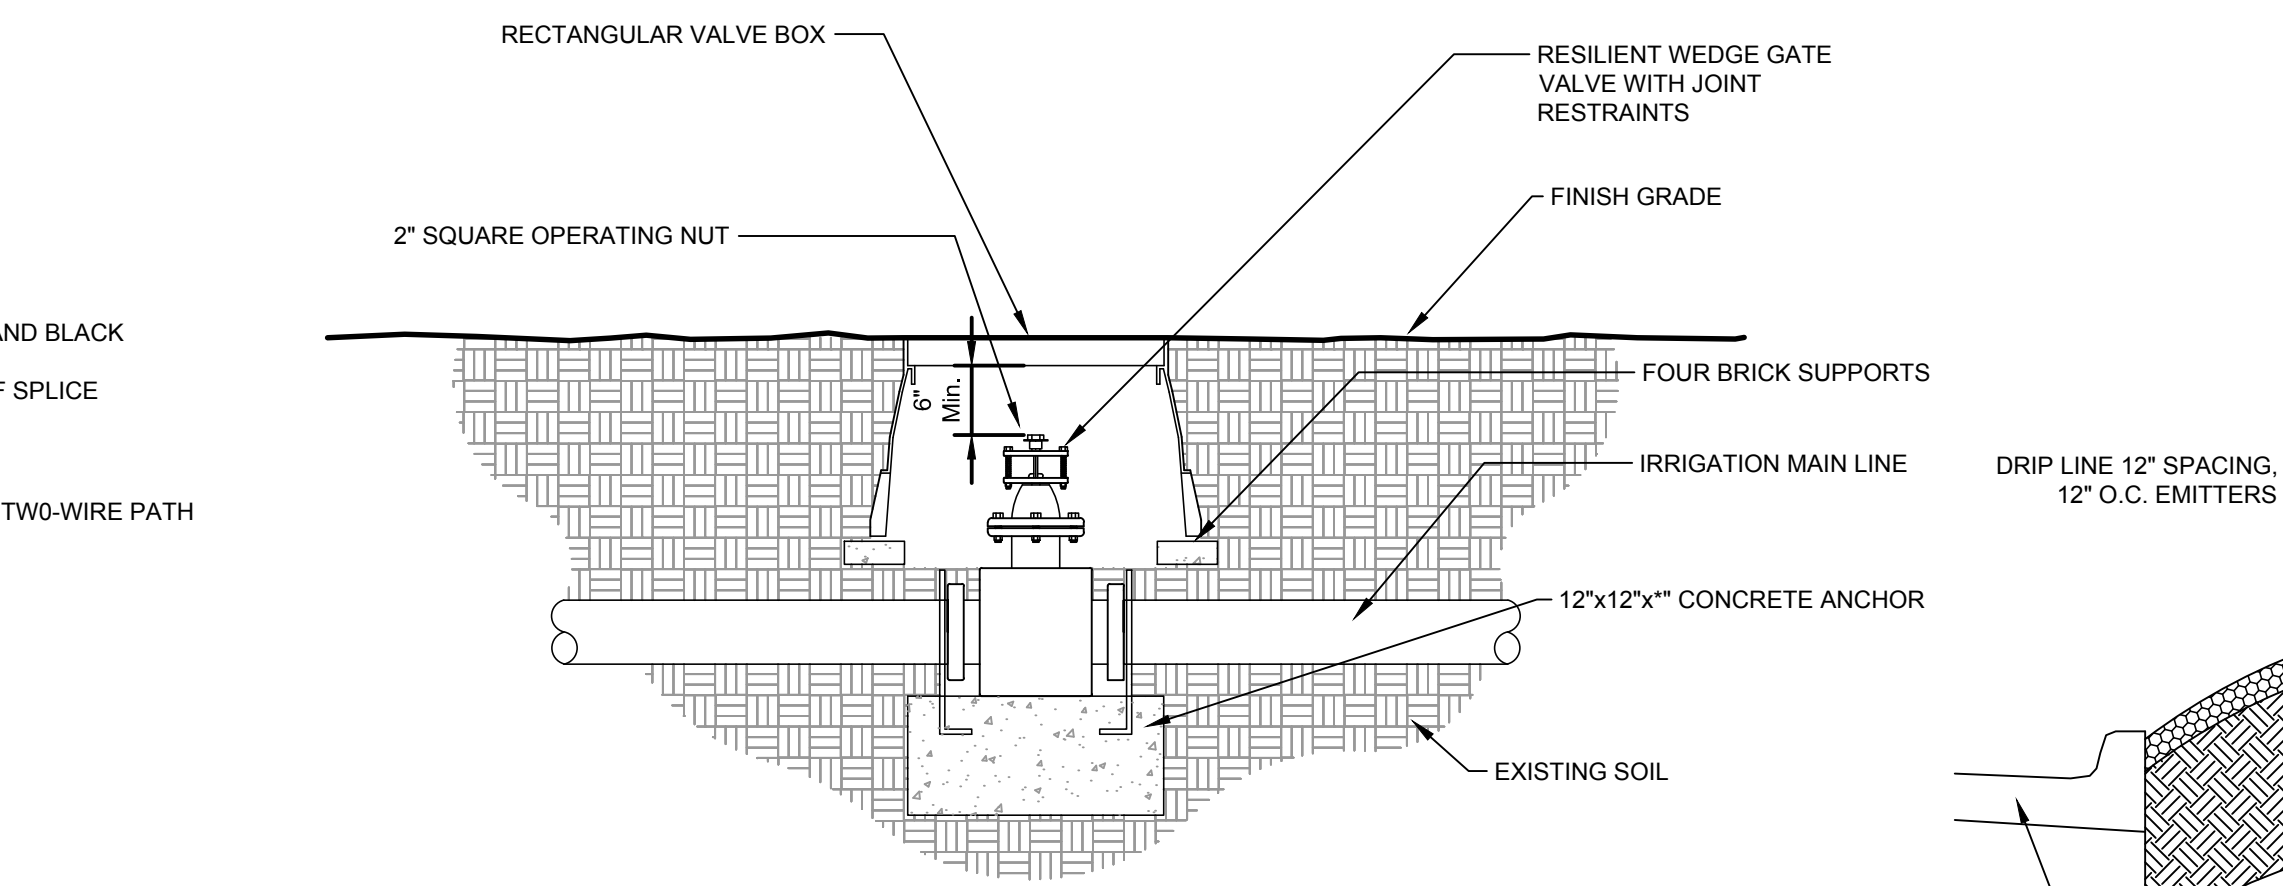 RECTANGULAR VALVE BOX
RESILIENT WEDGE GATE
VALVE WITH JOINT
RESTRAINTS
FINISH GRADE
2" SQUARE OPERATING NUT
AND BLACK
FOUR BRICK SUPPORTS
F SPLICE
6"
Min.
IRRIGATION MAIN LINE
DRIP LINE 12" SPACING,
12" O.C. EMITTERS
TW0-WIRE PATH
12"x12"x*" CONCRETE ANCHOR
EXISTING SOIL